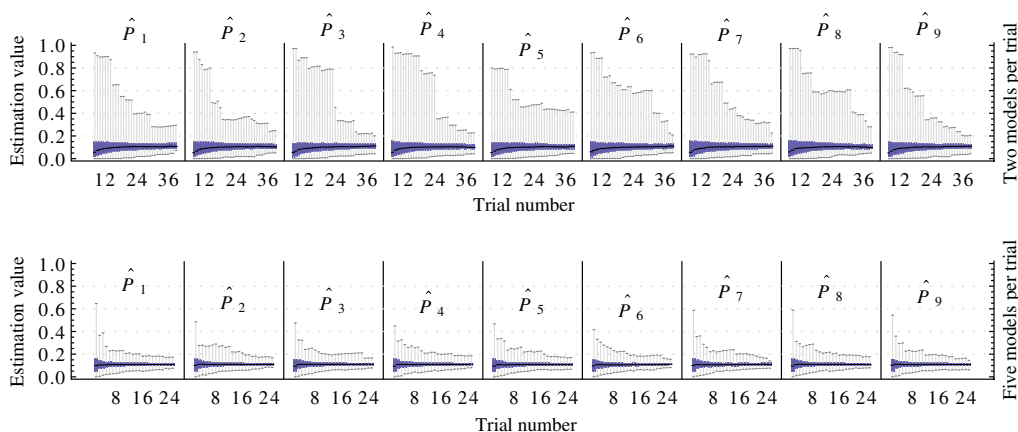 P̂ 1 P̂ 2 P̂ 3 P̂ 4 P̂ 5 P̂ 6 P̂ 7 P̂ 8 P̂ 9
Estimation value
1.0
0.8
0.6
0.4
0.2
0.0
Two models per trial
12 24 36 12 24 36 12 24 36 12 24 36 12 24 36 12 24 36 12 24 36 12 24 36 12 24 36
Trial number
P̂ 1 P̂ 2 P̂ 3 P̂ 4 P̂ 5 P̂ 6 P̂ 7 P̂ 8 P̂ 9
Estimation value
1.0
0.8
0.6
0.4
0.2
0.0
Five models per trial
8 16 24 8 16 24 8 16 24 8 16 24 8 16 24 8 16 24 8 16 24 8 16 24 8 16 24
Trial number